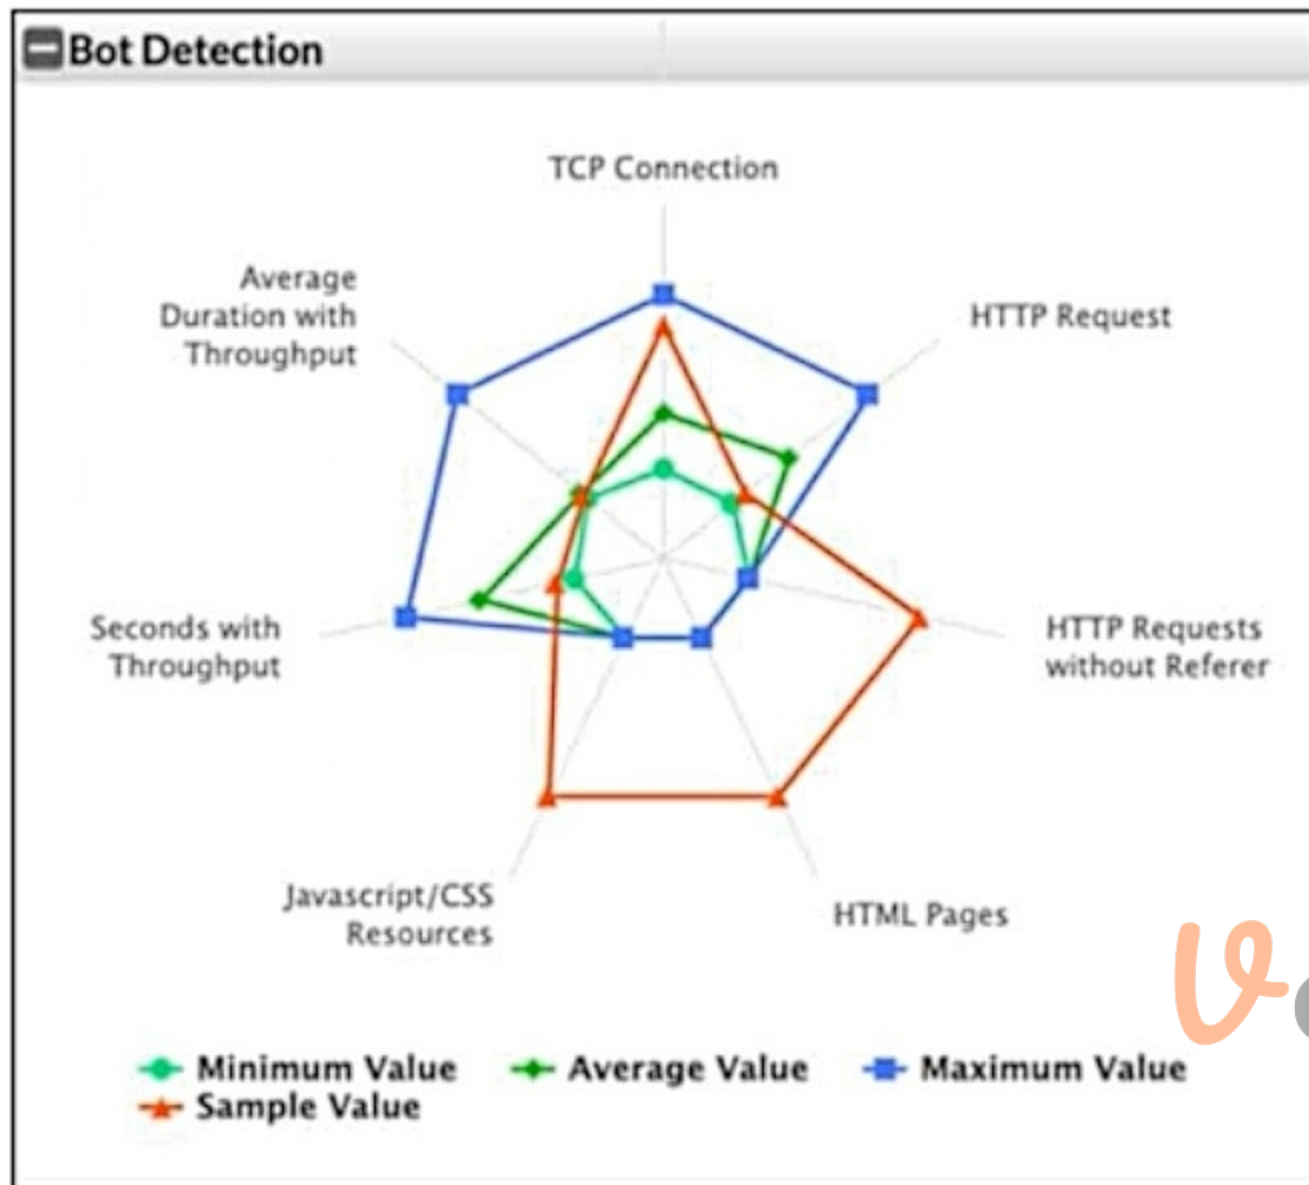 Bot Detection
TCP Connection
Average
Duration with
Throughput
HTTP Request
Seconds with
Throughput
HTTP Requests
without Referer
Javascript/CSS
Resources
HTML Pages
Minimum Value
Average Value
Maximum Value
Sample Value